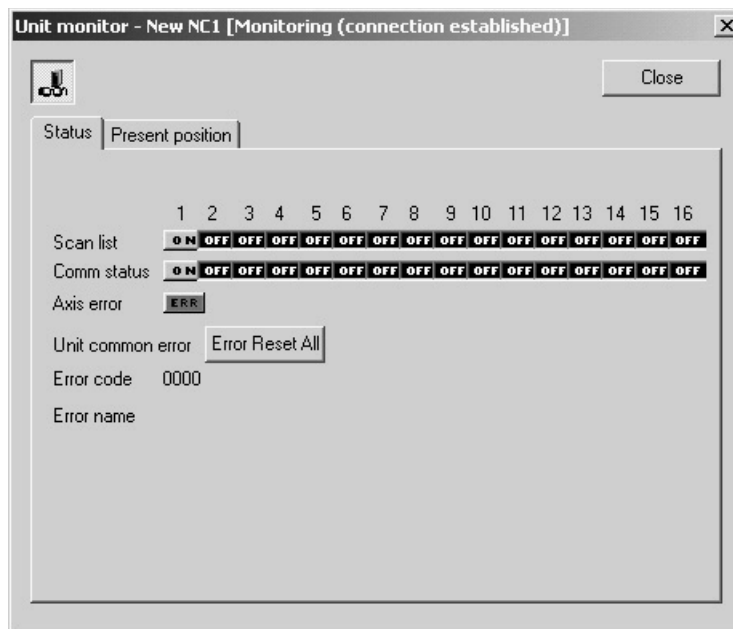 Unit monitor - New NC1 [Monitoring (connection established)]
Close
Status Present position
1 2 3 4 5 6 7 8 9 10 11 12 13 14 15 16
Scan list ON OFF OFF OFF OFF OFF OFF OFF OFF OFF OFF OFF OFF OFF OFF OFF
Comm status ON OFF OFF OFF OFF OFF OFF OFF OFF OFF OFF OFF OFF OFF OFF OFF
Axis error ERR
Unit common error Error Reset All
Error code 0000
Error name